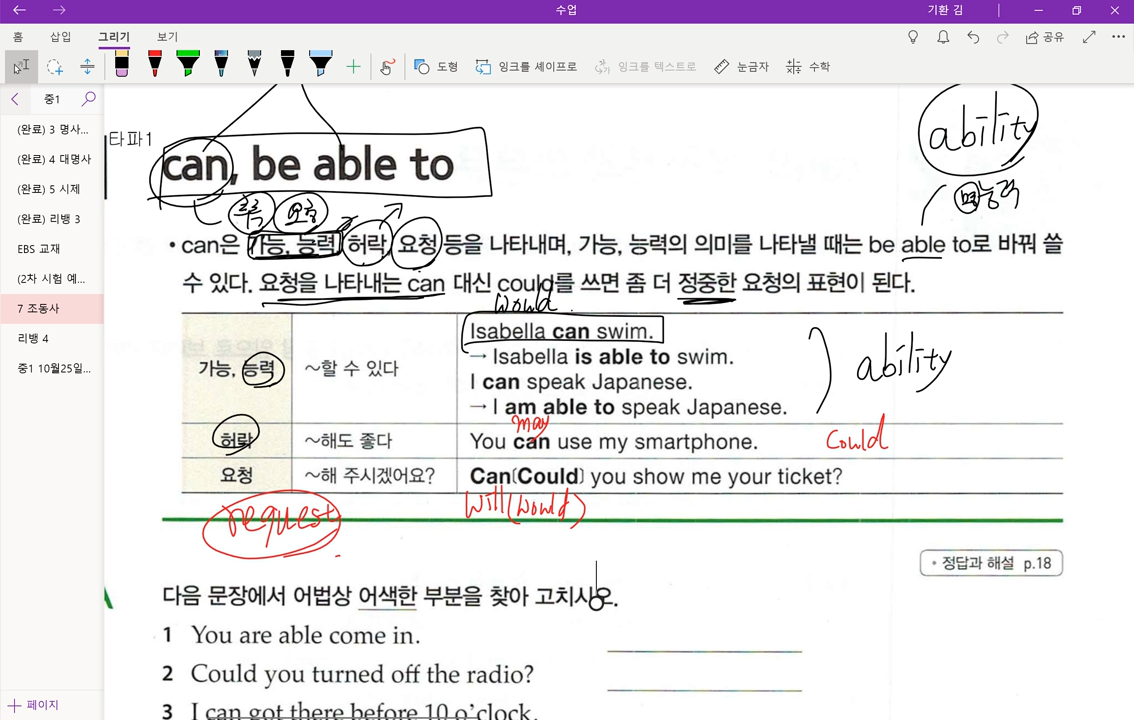 수업
기환 김
홈 삽입 그리기 보기
공유
도형 잉크를 셰이프로 잉크를 텍스트로 눈금자 수학
중1
(완료) 3 명사...
(완료) 4 대명사
(완료) 5 시제
(완료) 리뱅 3
EBS 교재
(2차 시험 예...
7 조동사
리뱅 4
중1 10월25일...
페이지
타파1
ability
can, be able to
명 능력
추측 요청
• can은 가능, 능력, 허락, 요청 등을 나타내며, 가능, 능력의 의미를 나타낼 때는 be able to로 바꿔 쓸
수 있다. 요청을 나타내는 can 대신 could를 쓰면 좀 더 정중한 요청의 표현이 된다.
would
가능, 능력 ~할 수 있다 Isabella can swim.
→ Isabella is able to swim.
I can speak Japanese.
→ I am able to speak Japanese.
ability
may
허락 ~해도 좋다 You can use my smartphone.
could
요청 ~해 주시겠어요? Can(Could) you show me your ticket?
will(would)
request
• 정답과 해설 p.18
다음 문장에서 어법상 어색한 부분을 찾아 고치시오.
1 You are able come in.
2 Could you turned off the radio?
3 I can got there before 10 o'clock.